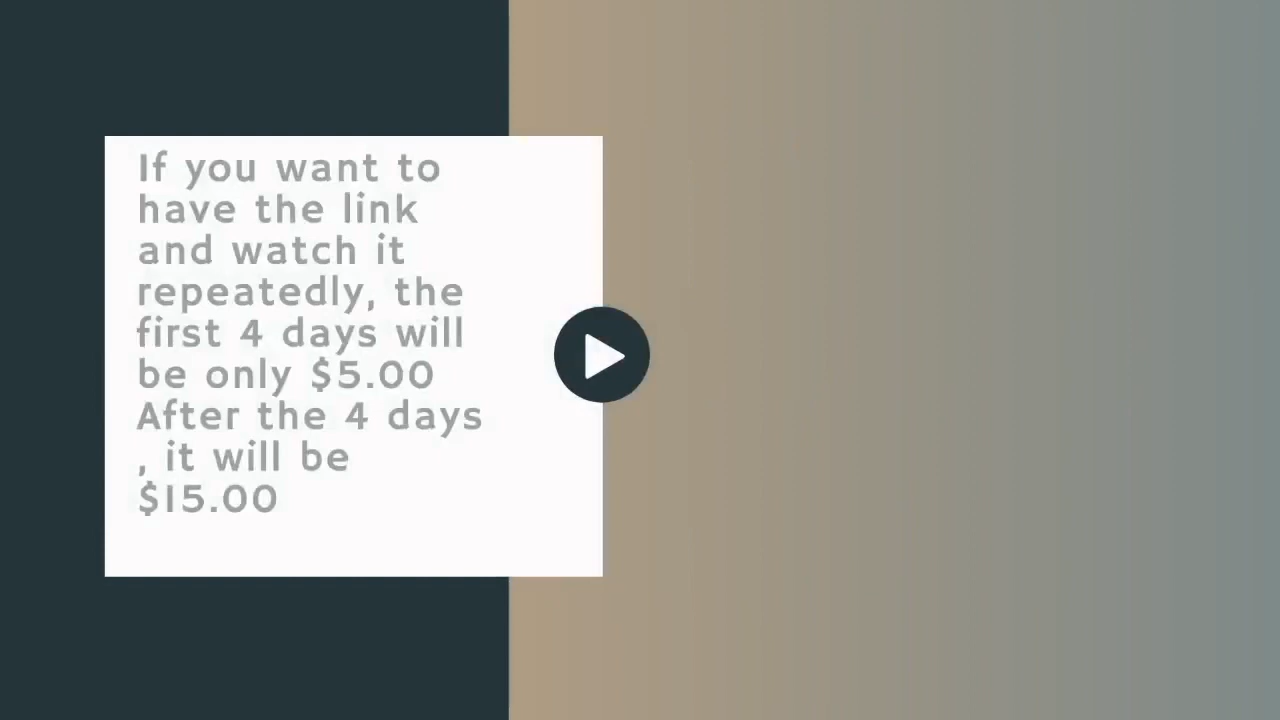 If you want to
have the link
and watch it
repeatedly, the
first 4 days will
be only $5.00
After the 4 days
, it will be
$15.00